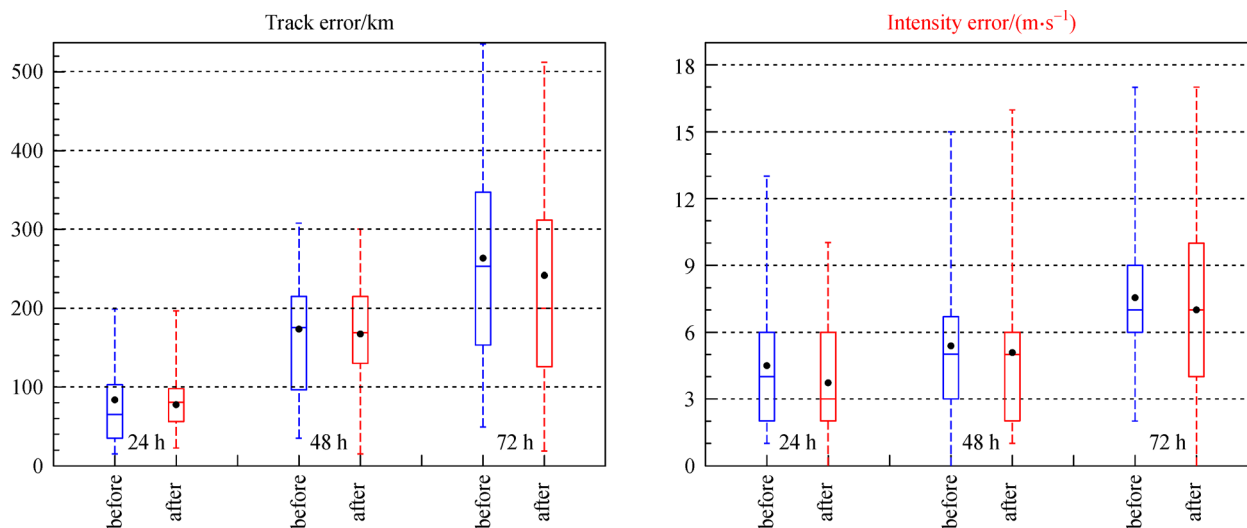 Track error/km
500
400
300
200
100
0
24 h
48 h
72 h
before
after
before
after
before
after
Intensity error/(m·s⁻¹)
18
15
12
9
6
3
0
24 h
48 h
72 h
before
after
before
after
before
after